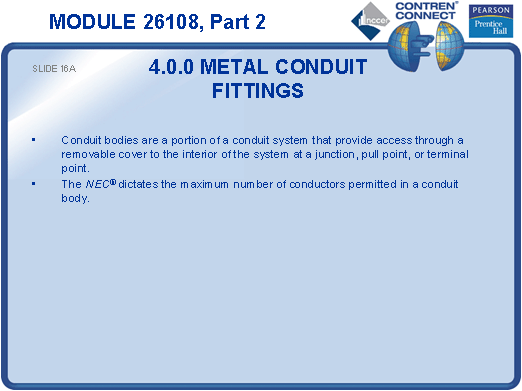 MODULE 26108, Part 2
nccer
CONTREN®
CONNECT
PEARSON
Prentice
Hall
SLIDE 16A
4.0.0 METAL CONDUIT
FITTINGS
• Conduit bodies are a portion of a conduit system that provide access through a
removable cover to the interior of the system at a junction, pull point, or terminal
point.
• The NEC® dictates the maximum number of conductors permitted in a conduit
body.